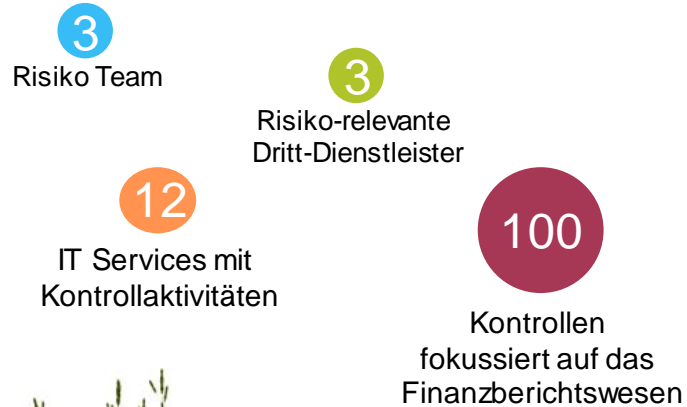 3
Risiko Team
3
Risiko-relevante
Dritt-Dienstleister
12
IT Services mit
Kontrollaktivitäten
100
Kontrollen
fokussiert auf das
Finanzberichtswesen